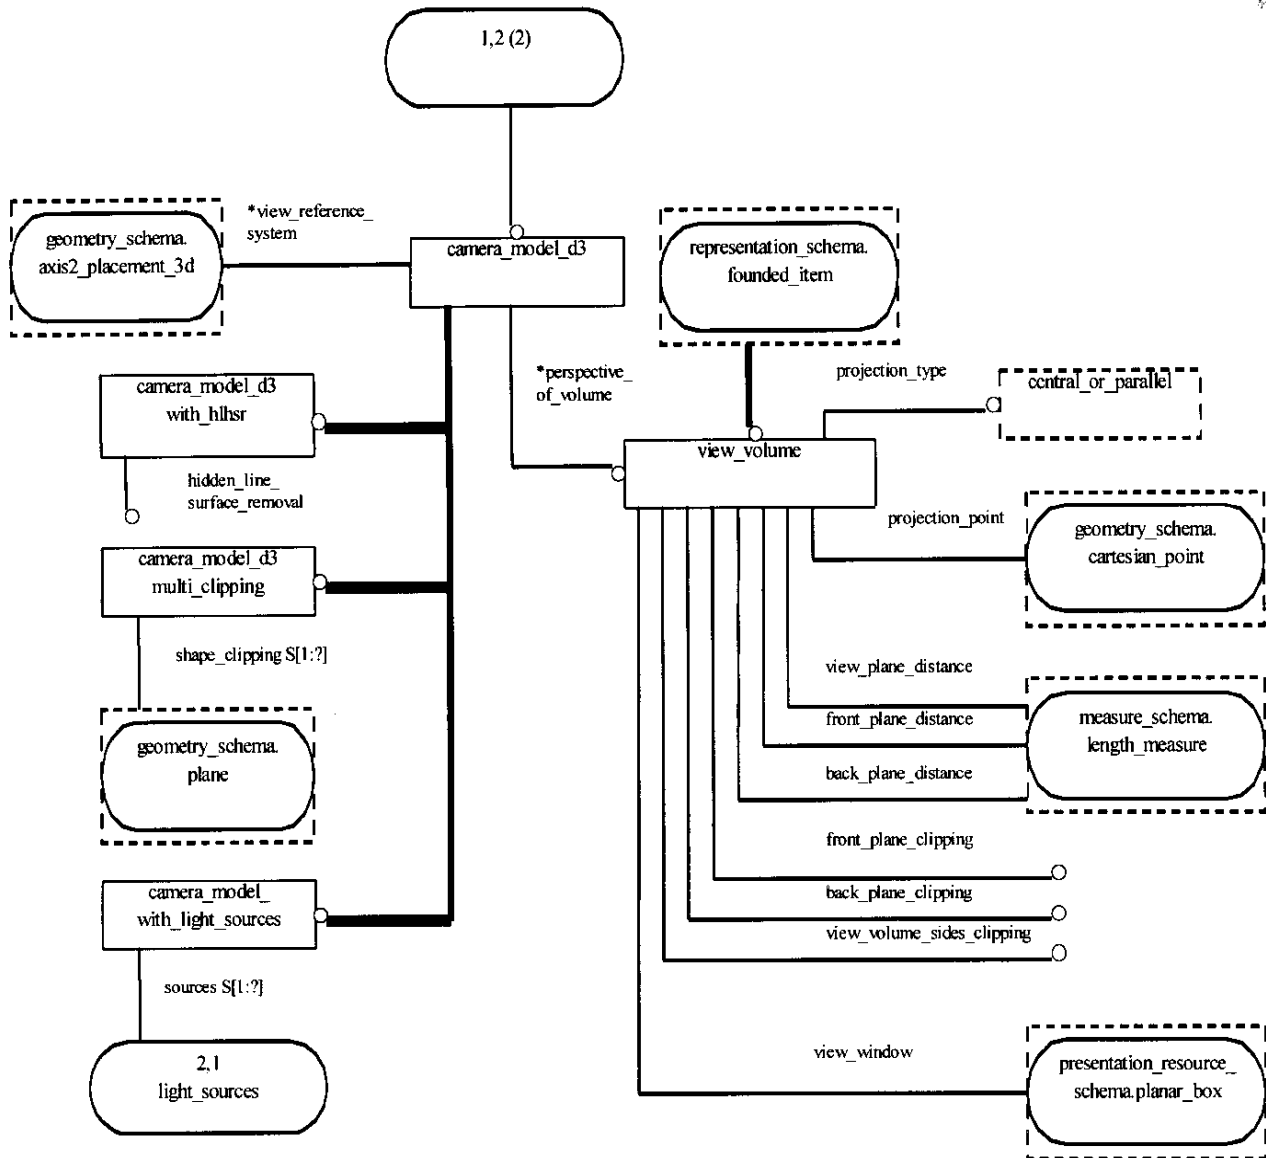 1,2 (2)
*view_reference_
system
geometry_schema.
axis2_placement_3d
camera_model_d3
representation_schema.
founded_item
camera_model_d3
with_hlhsr
*perspective_
of_volume
projection_type
central_or_parallel
view_volume
hidden_line_
surface_removal
projection_point
geometry_schema.
cartesian_point
camera_model_d3
multi_clipping
shape_clipping S[1:?]
view_plane_distance
front_plane_distance
back_plane_distance
measure_schema.
length_measure
geometry_schema.
plane
front_plane_clipping
back_plane_clipping
view_volume_sides_clipping
camera_model_
with_light_sources
sources S[1:?]
2,1
light_sources
view_window
presentation_resource_
schema.planar_box